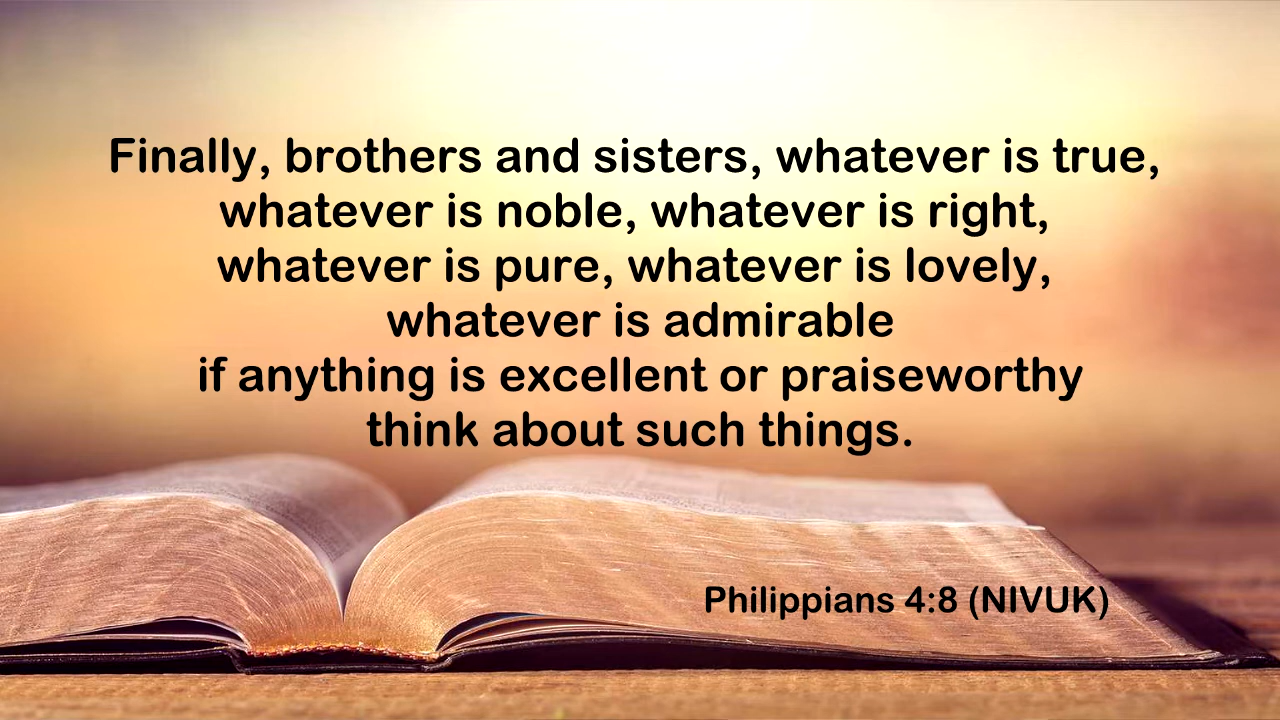 Finally, brothers and sisters, whatever is true,
whatever is noble, whatever is right,
whatever is pure, whatever is lovely,
whatever is admirable
if anything is excellent or praiseworthy
think about such things.
Philippians 4:8 (NIVUK)